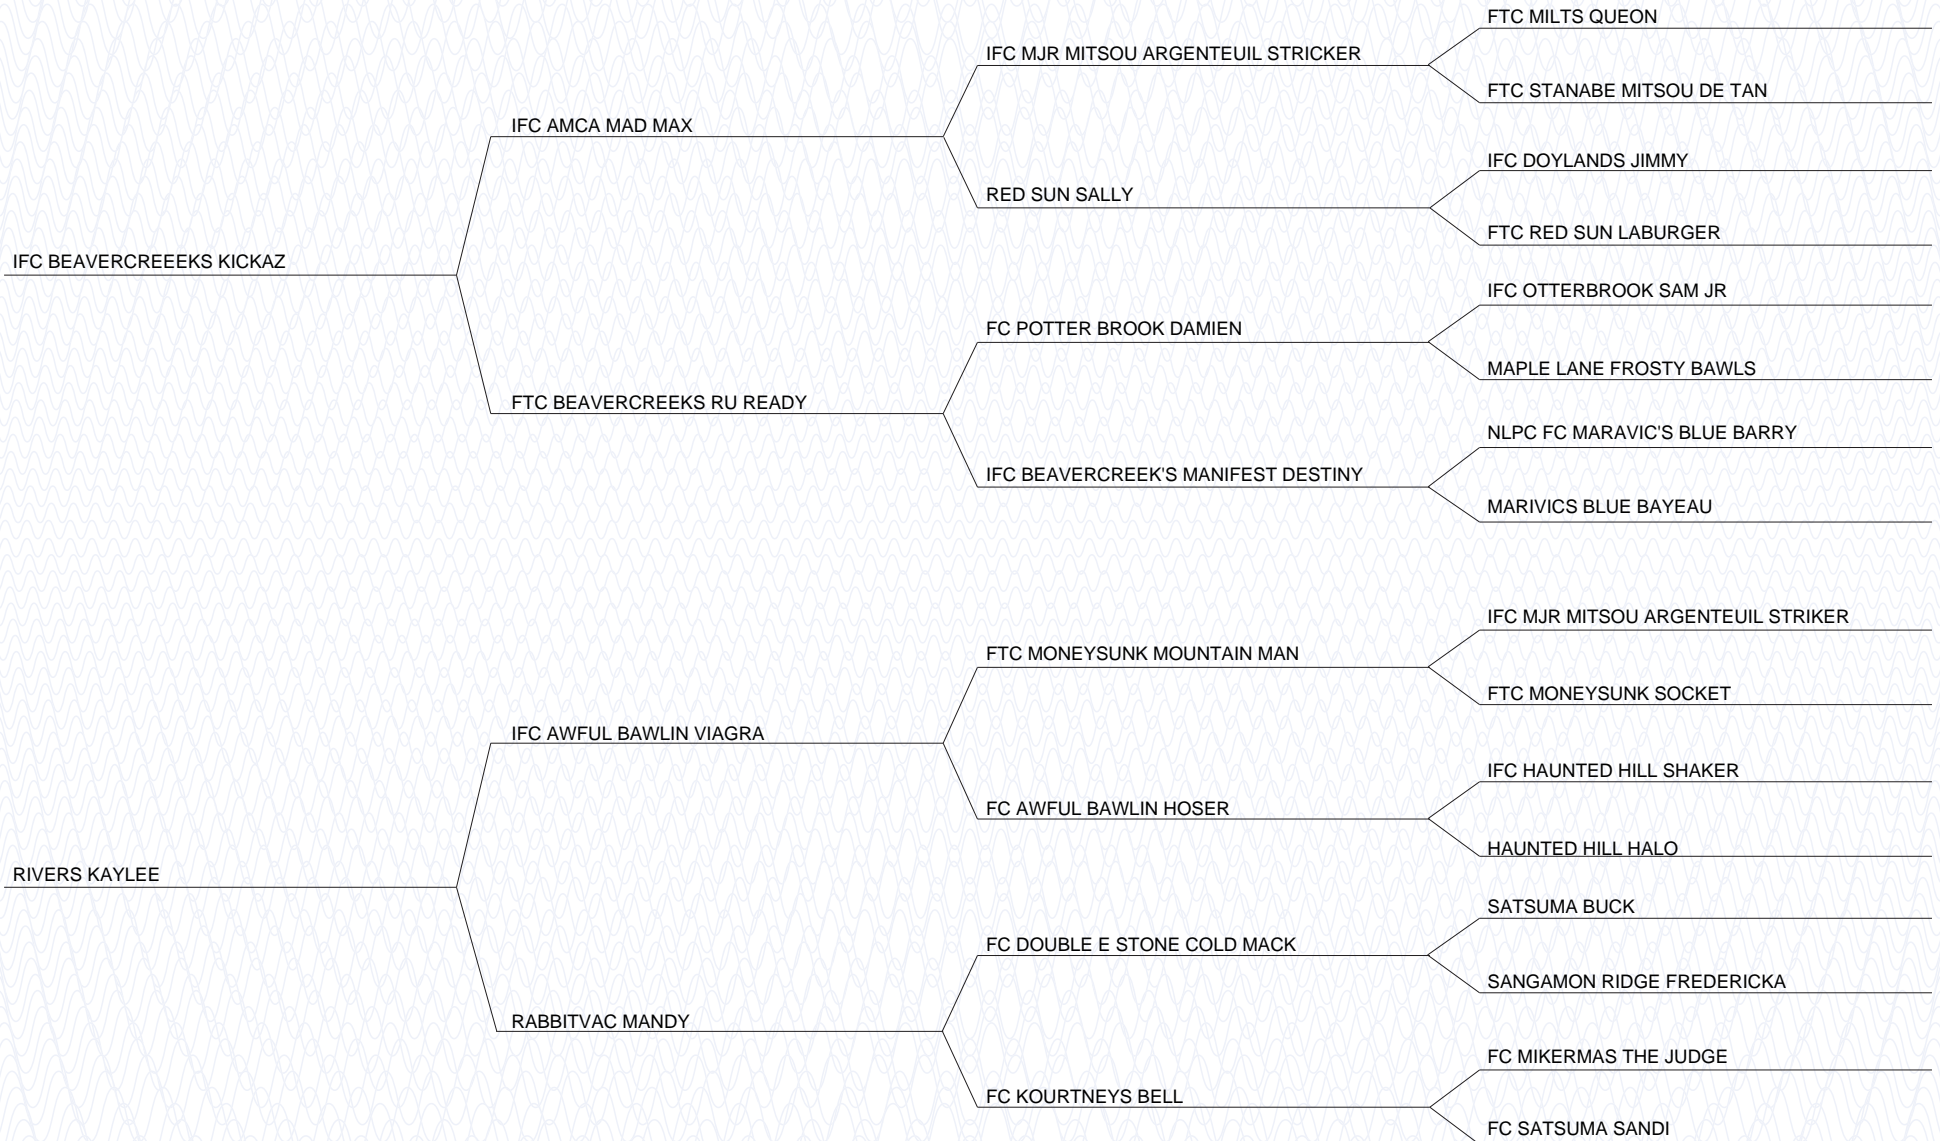 FTC MILTS QUEON
IFC MJR MITSOU ARGENTEUIL STRICKER
FTC STANABE MITSOU DE TAN
IFC AMCA MAD MAX
IFC DOYLANDS JIMMY
RED SUN SALLY
FTC RED SUN LABURGER
IFC BEAVERCREEEKS KICKAZ
IFC OTTERBROOK SAM JR
FC POTTER BROOK DAMIEN
MAPLE LANE FROSTY BAWLS
FTC BEAVERCREEKS RU READY
NLPC FC MARAVIC'S BLUE BARRY
IFC BEAVERCREEK'S MANIFEST DESTINY
MARIVICS BLUE BAYEAU
IFC MJR MITSOU ARGENTEUIL STRIKER
FTC MONEYSUNK MOUNTAIN MAN
FTC MONEYSUNK SOCKET
IFC AWFUL BAWLIN VIAGRA
IFC HAUNTED HILL SHAKER
FC AWFUL BAWLIN HOSER
HAUNTED HILL HALO
RIVERS KAYLEE
SATSUMA BUCK
FC DOUBLE E STONE COLD MACK
SANGAMON RIDGE FREDERICKA
RABBITVAC MANDY
FC MIKERMAS THE JUDGE
FC KOURTNEYS BELL
FC SATSUMA SANDI